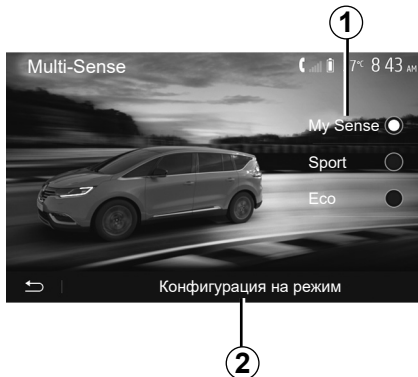 1
Multi-Sense 7°C 8 43 AM
My Sense
Sport
Eco
Конфигурация на режим
2